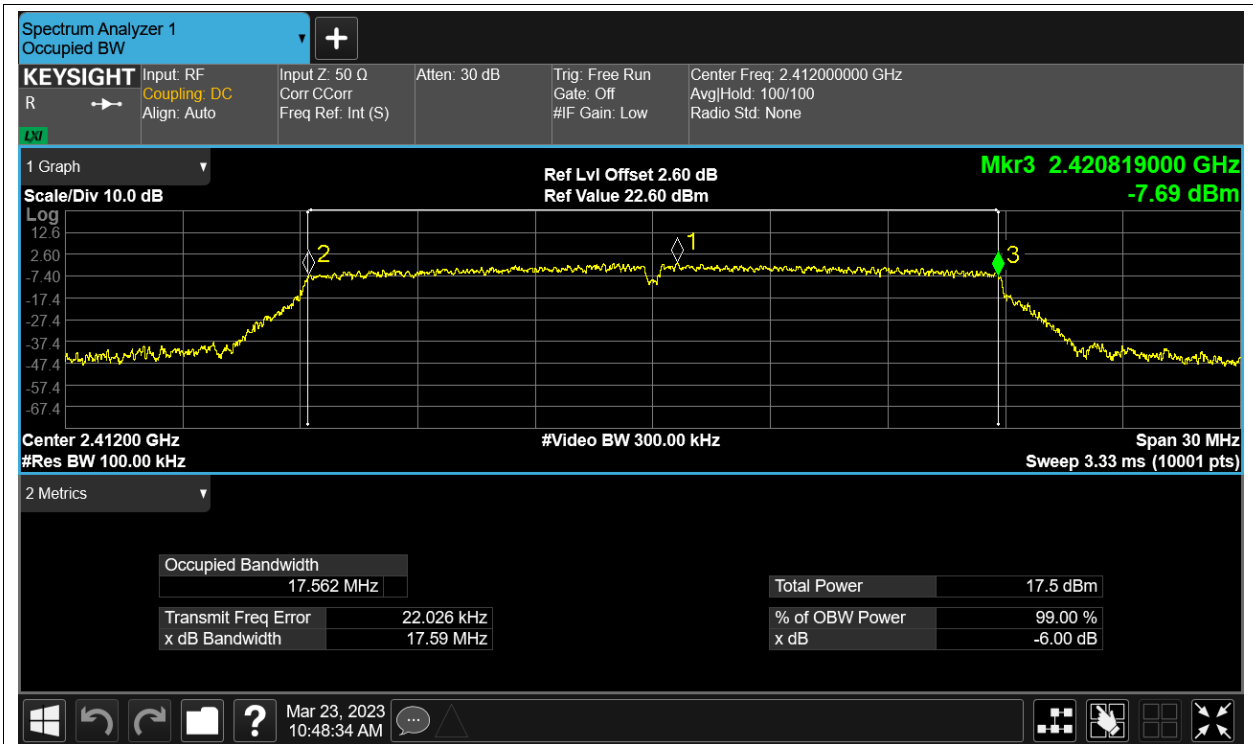 Spectrum Analyzer 1
Occupied BW
KEYSIGHT
R
LXI
Input: RF
Coupling: DC
Align: Auto
Input Z: 50 Ω
Corr CCorr
Freq Ref: Int (S)
Atten: 30 dB
Trig: Free Run
Gate: Off
#IF Gain: Low
Center Freq: 2.412000000 GHz
Avg|Hold: 100/100
Radio Std: None
1 Graph
Scale/Div 10.0 dB
Ref Lvl Offset 2.60 dB
Ref Value 22.60 dBm
Mkr3 2.420819000 GHz
-7.69 dBm
Log
12.6
2.60
-7.40
-17.4
-27.4
-37.4
-47.4
-57.4
-67.4
2
1
3
Center 2.41200 GHz
#Res BW 100.00 kHz
#Video BW 300.00 kHz
Span 30 MHz
Sweep 3.33 ms (10001 pts)
2 Metrics
Occupied Bandwidth
17.562 MHz
Transmit Freq Error 22.026 kHz
x dB Bandwidth 17.59 MHz
Total Power 17.5 dBm
% of OBW Power 99.00 %
x dB -6.00 dB
?
Mar 23, 2023
10:48:34 AM